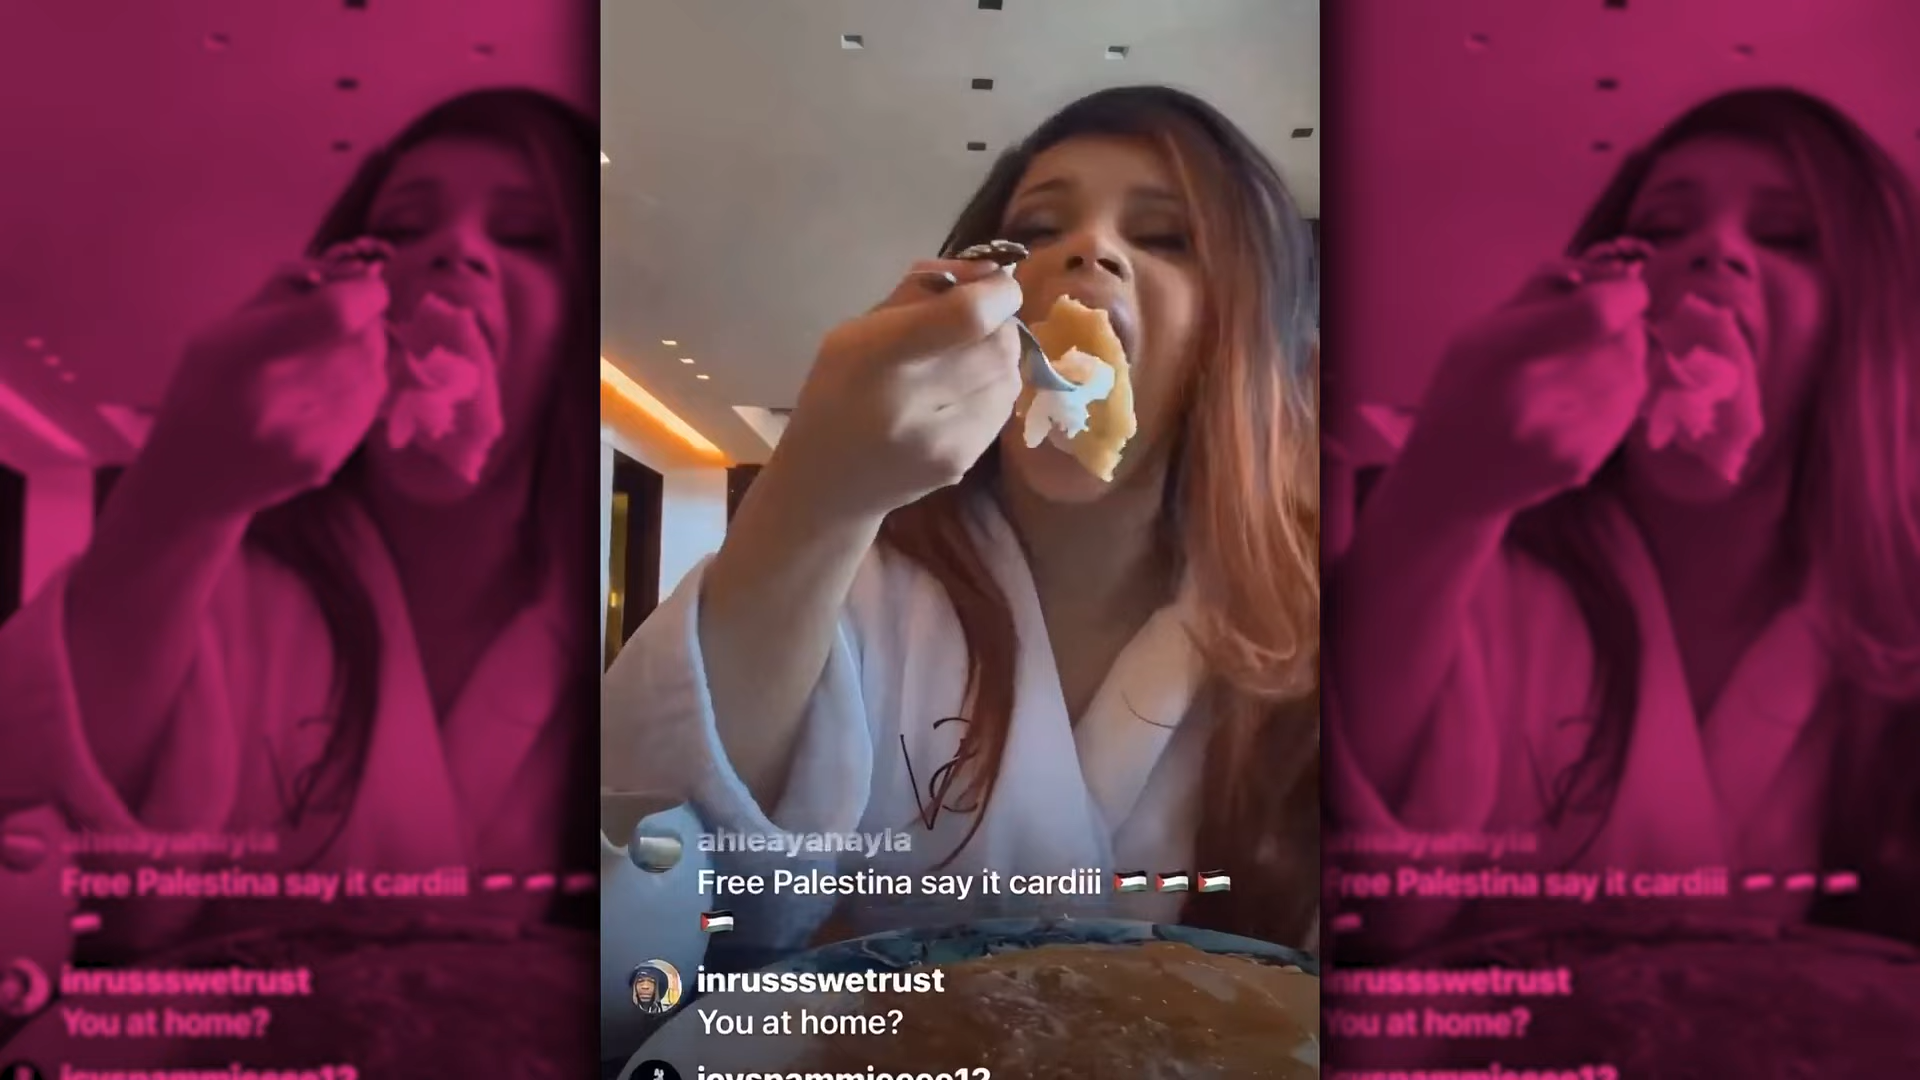 ahieayanayla
Free Palestina say it cardiii 🇵🇸 🇵🇸 🇵🇸
🇵🇸
inrussswetrust
You at home?